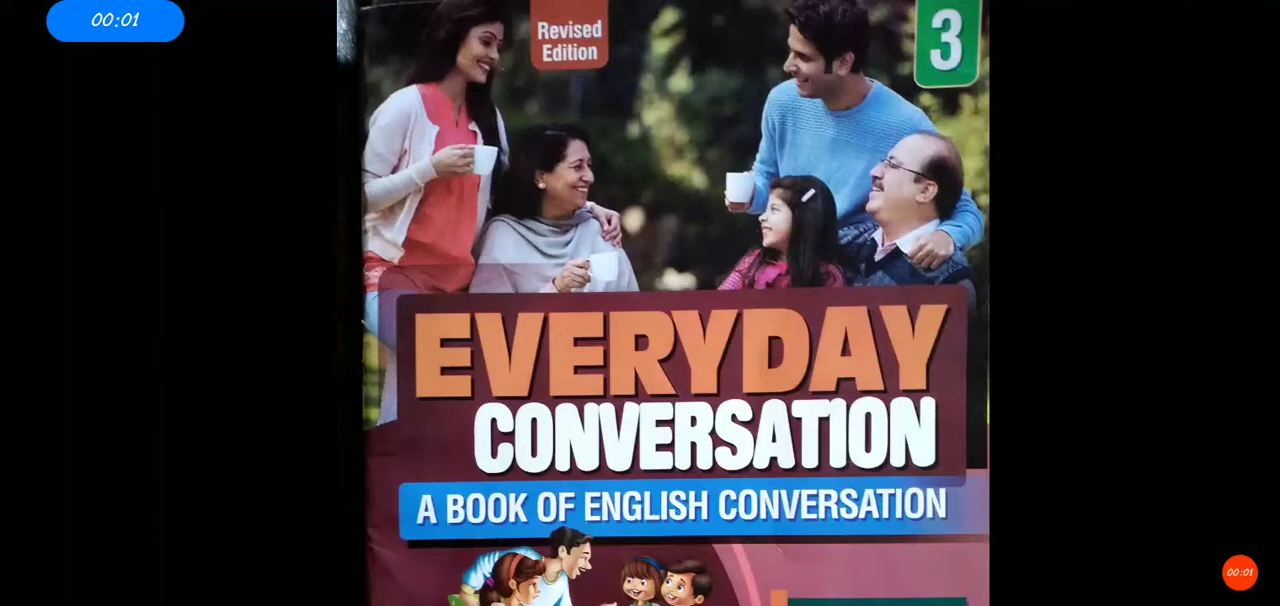 00:01
Revised
Edition
3
EVERYDAY
CONVERSATION
A BOOK OF ENGLISH CONVERSATION
00:01